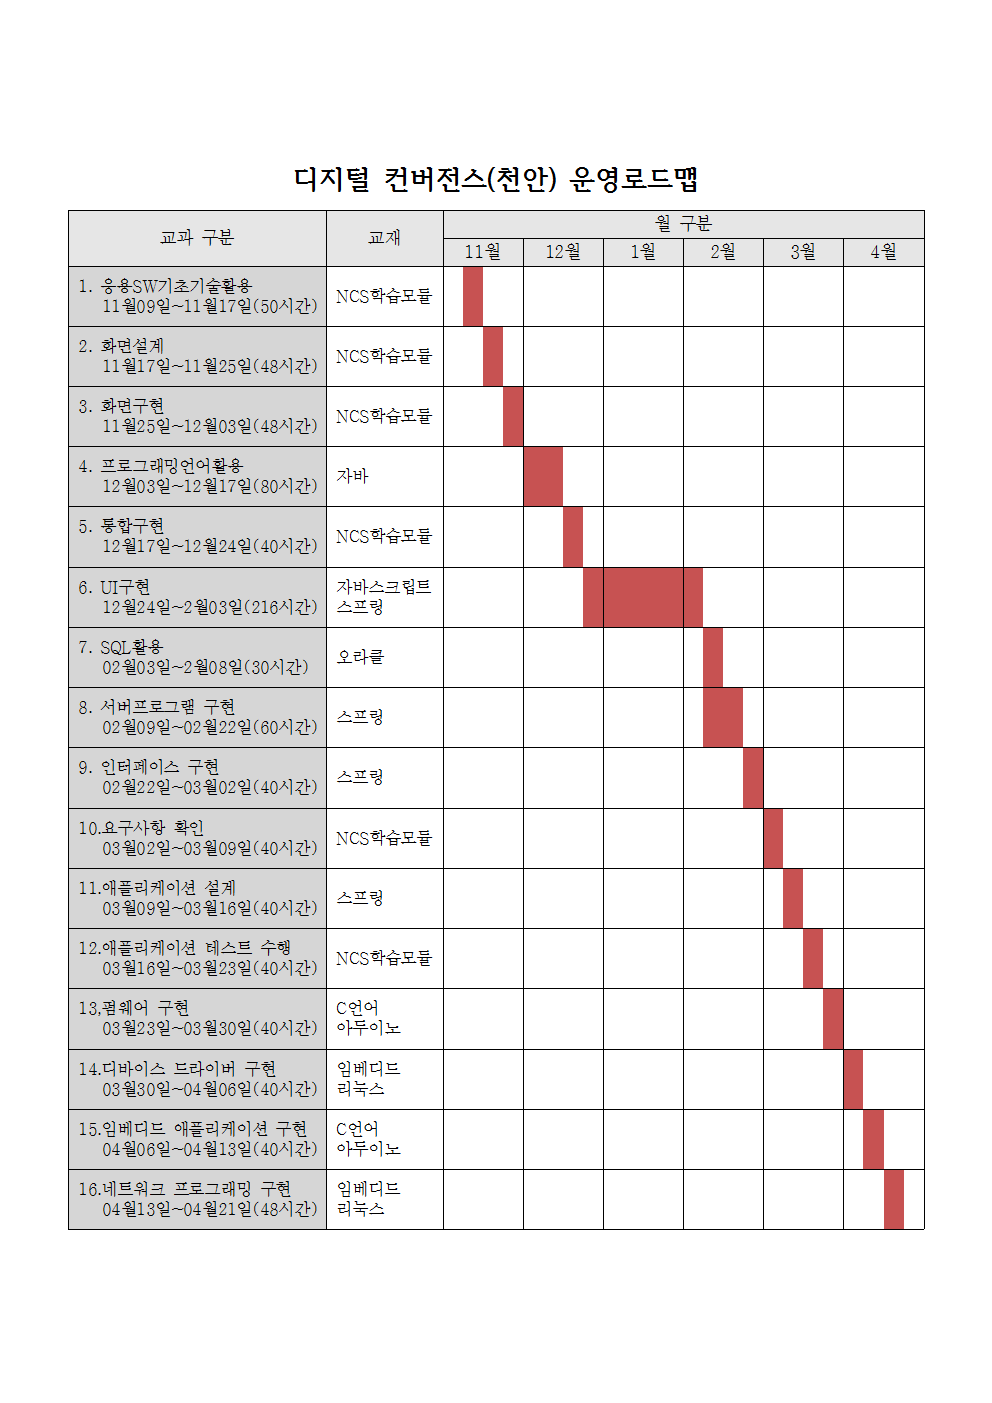 디지털 컨버전스(천안) 운영로드맵
교과 구분
교재
월 구분
11월
12월
1월
2월
3월
4월
1. 응용SW기초기술활용
11월09일~11월17일(50시간)
NCS학습모듈
2. 화면설계
11월17일~11월25일(48시간)
NCS학습모듈
3. 화면구현
11월25일~12월03일(48시간)
NCS학습모듈
4. 프로그래밍언어활용
12월03일~12월17일(80시간)
자바
5. 통합구현
12월17일~12월24일(40시간)
NCS학습모듈
6. UI구현
12월24일~2월03일(216시간)
자바스크립트
스프링
7. SQL활용
02월03일~2월08일(30시간)
오라클
8. 서버프로그램 구현
02월09일~02월22일(60시간)
스프링
9. 인터페이스 구현
02월22일~03월02일(40시간)
스프링
10.요구사항 확인
03월02일~03월09일(40시간)
NCS학습모듈
11.애플리케이션 설계
03월09일~03월16일(40시간)
스프링
12.애플리케이션 테스트 수행
03월16일~03월23일(40시간)
NCS학습모듈
13,펌웨어 구현
03월23일~03월30일(40시간)
C언어
아두이노
14.디바이스 드라이버 구현
03월30일~04월06일(40시간)
임베디드
리눅스
15.임베디드 애플리케이션 구현
04월06일~04월13일(40시간)
C언어
아두이노
16.네트워크 프로그래밍 구현
04월13일~04월21일(48시간)
임베디드
리눅스